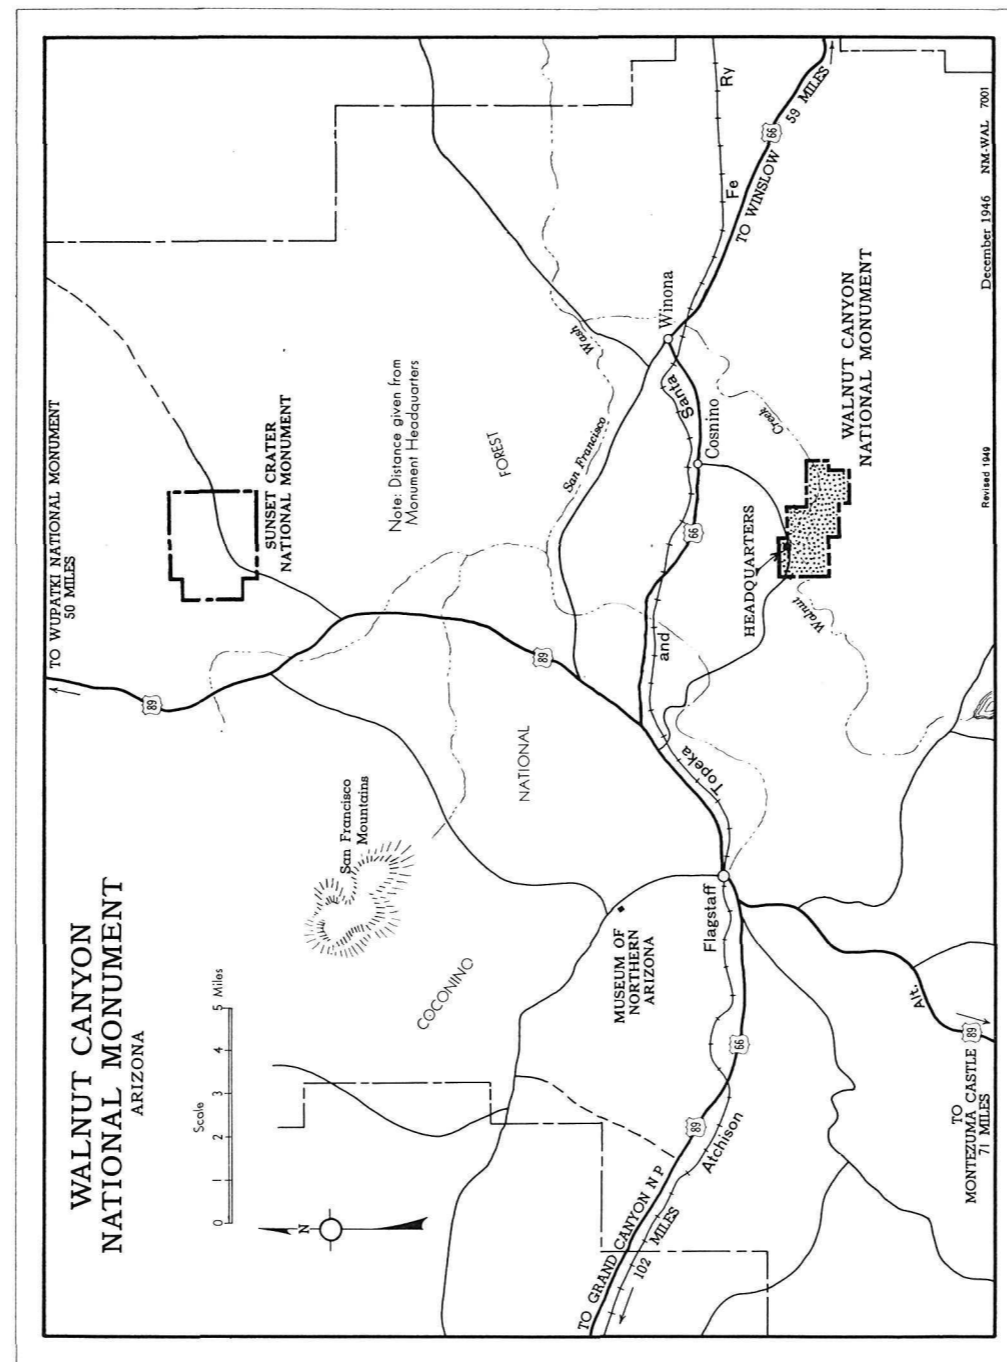 WALNUT CANYON
NATIONAL MONUMENT
ARIZONA
Scale
0 1 2 3 4 5 Miles
N
TO WUPATKI NATIONAL MONUMENT
50 MILES
89
SUNSET CRATER
NATIONAL MONUMENT
San Francisco
Mountains
Note: Distance given from
Monument Headquarters
COCONINO
NATIONAL
FOREST
89
San Francisco
Wash
MUSEUM OF
NORTHERN
ARIZONA
TO GRAND CANYON N P
102 MILES
89
66
Atchison
Flagstaff
Topeka
and
Santa
Fe
Ry
66
Cosnino
Winona
66
TO WINSLOW
59 MILES
HEADQUARTERS
Walnut
Creek
WALNUT CANYON
NATIONAL MONUMENT
Alt.
89
TO
MONTEZUMA CASTLE
71 MILES
Revised 1949
December 1946 NM-WAL 7001